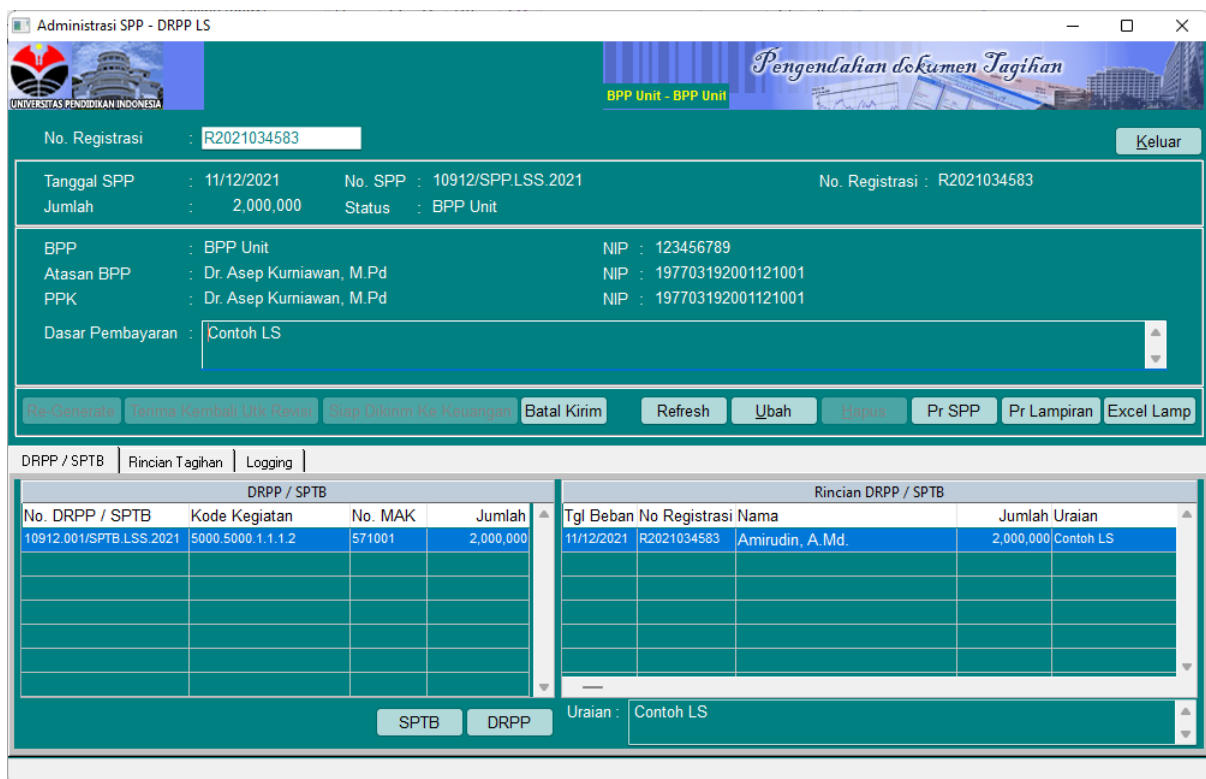 Administrasi SPP - DRPP LS
UNIVERSITAS PENDIDIKAN INDONESIA
Pengendalian dokumen Tagihan
BPP Unit - BPP Unit
No. Registrasi : R2021034583
Keluar
Tanggal SPP : 11/12/2021 No. SPP : 10912/SPP.LSS.2021 No. Registrasi : R2021034583
Jumlah : 2,000,000 Status : BPP Unit
BPP : BPP Unit NIP : 123456789
Atasan BPP : Dr. Asep Kurniawan, M.Pd NIP : 197703192001121001
PPK : Dr. Asep Kurniawan, M.Pd NIP : 197703192001121001
Dasar Pembayaran : Contoh LS
Re-Generate Terima Kembali Utk Revisi Siap Dikirim Ke Keuangan Batal Kirim Refresh Ubah Hapus Pr SPP Pr Lampiran Excel Lamp
DRPP / SPTB Rincian Tagihan Logging
DRPP / SPTB Rincian DRPP / SPTB
No. DRPP / SPTB Kode Kegiatan No. MAK Jumlah Tgl Beban No Registrasi Nama Jumlah Uraian
10912.001/SPTB.LSS.2021 5000.5000.1.1.1.2 571001 2,000,000 11/12/2021 R2021034583 Amirudin, A.Md. 2,000,000 Contoh LS
SPTB DRPP
Uraian : Contoh LS